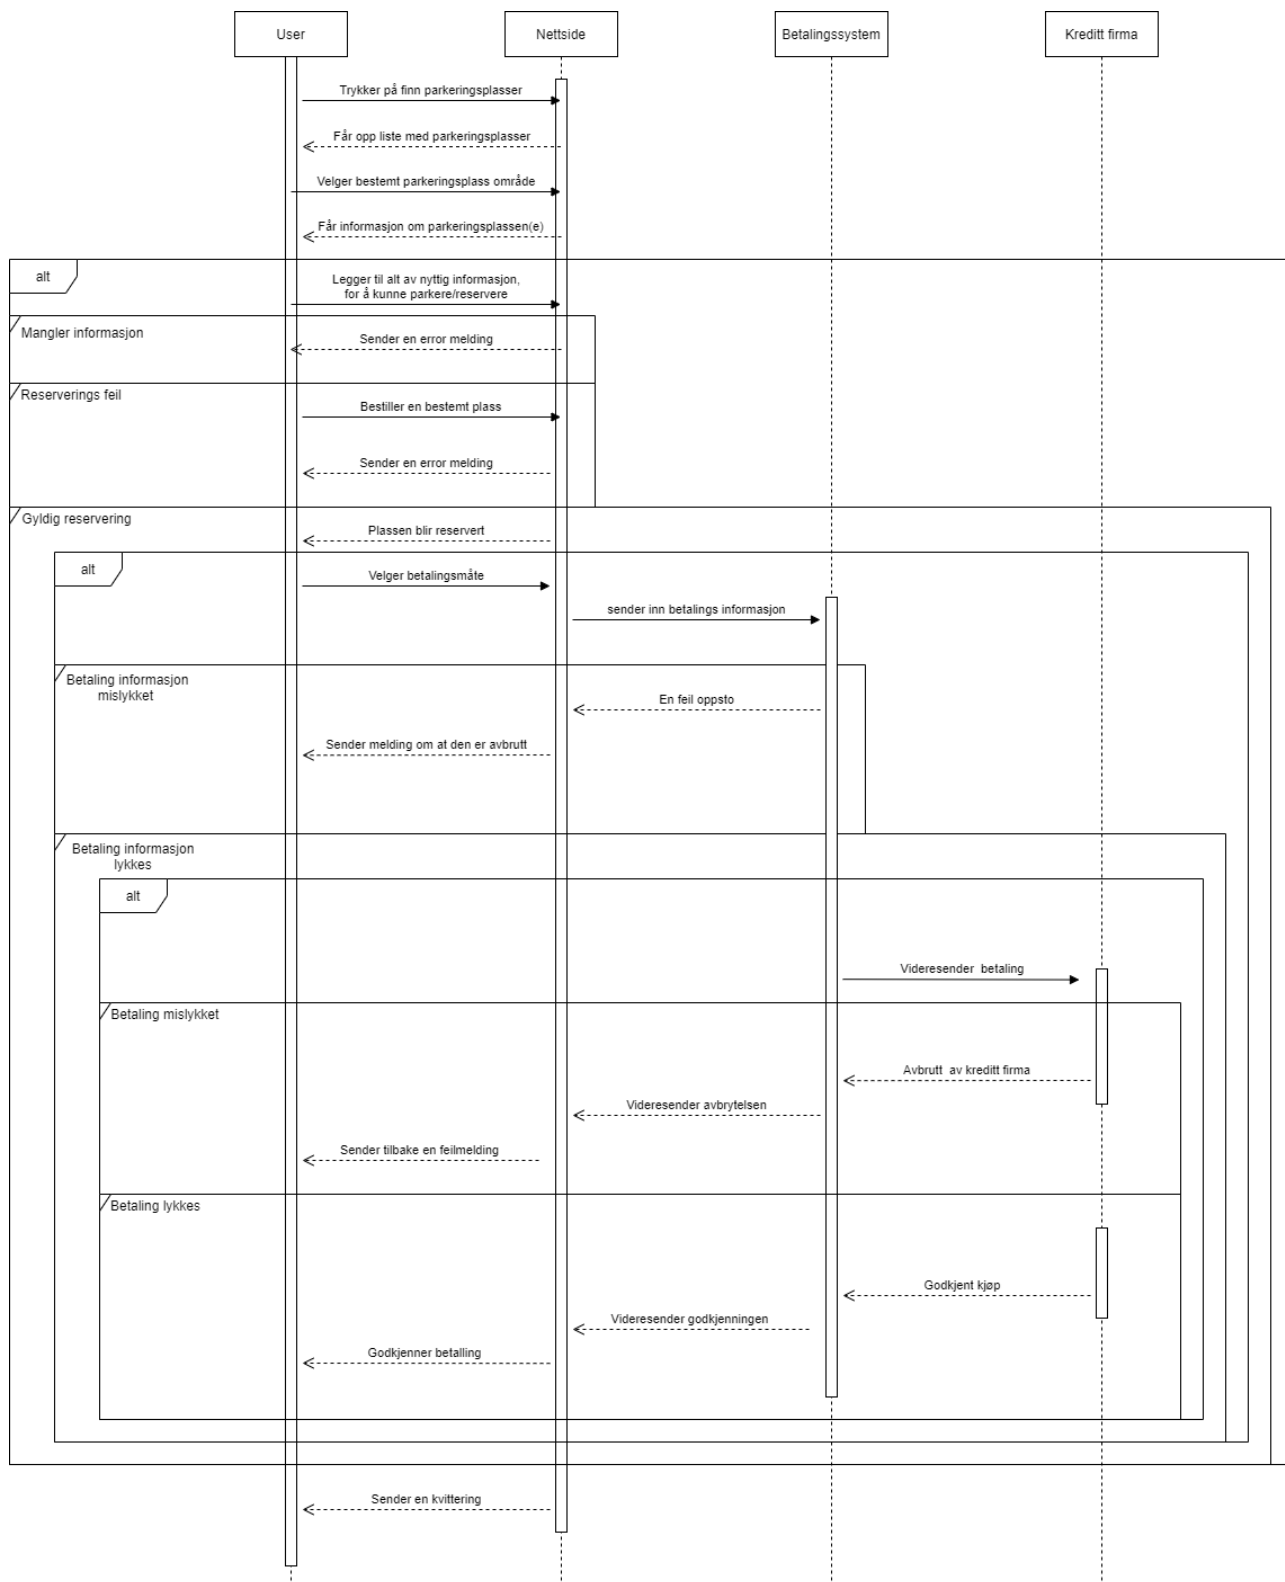 User
Nettside
Betalingssystem
Kreditt firma
Trykker på finn parkeringsplasser
Får opp liste med parkeringsplasser
Velger bestemt parkeringsplass område
Får informasjon om parkeringsplassen(e)
alt
Legger til alt av nyttig informasjon,
for å kunne parkere/reservere
Mangler informasjon
Sender en error melding
Reserverings feil
Bestiller en bestemt plass
Sender en error melding
Gyldig reservering
Plassen blir reservert
alt
Velger betalingsmåte
sender inn betalings informasjon
Betaling informasjon
mislykket
En feil oppsto
Sender melding om at den er avbrutt
Betaling informasjon
lykkes
alt
Videresender  betaling
Betaling mislykket
Avbrutt  av kreditt firma
Videresender avbrytelsen
Sender tilbake en feilmelding
Betaling lykkes
Godkjent kjøp
Videresender godkjenningen
Godkjenner betalling
Sender en kvittering